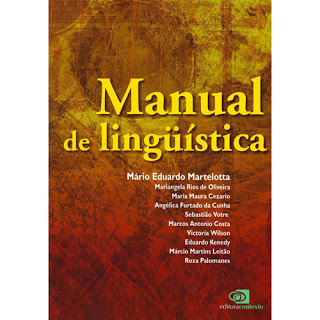 Manual
de lingüística
Mário Eduardo Martelotta
Mariangela Rios de Olimeira
Maria Maura Cezario
Angélica Furtado da Cunha
Sebastião Votre
Marcos Antonio Costa
Victoria Wilson
Eduardo Kenedy
Márcio Martins Leitão
Roza Palomanes
editoracontexto